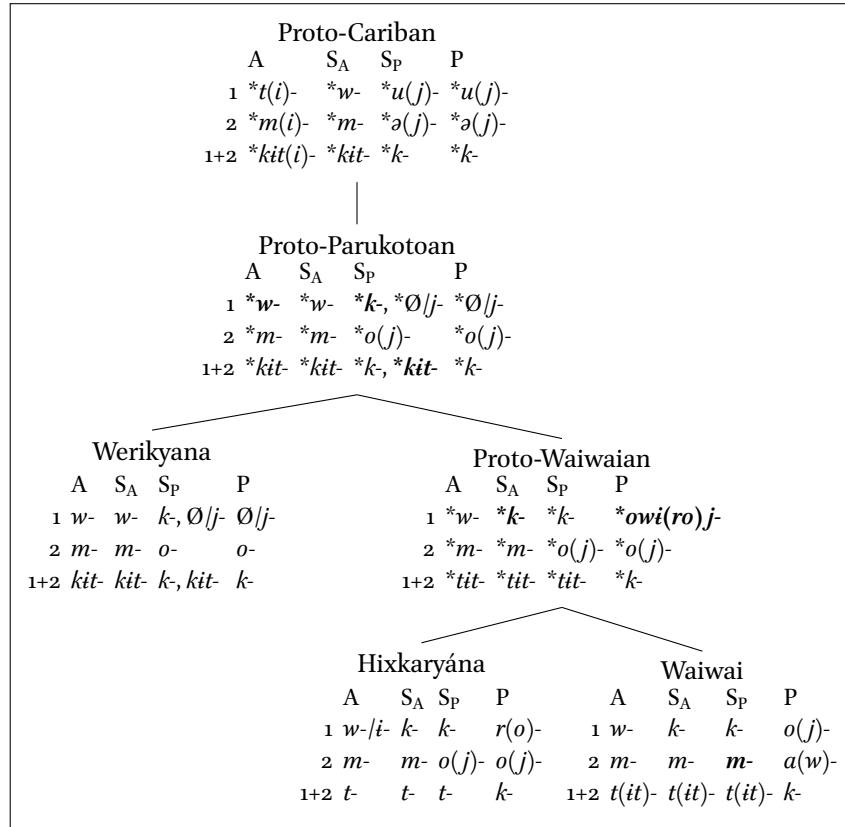 Proto-Cariban
A S_A S_P P
1 *t(i)- *w- *u(j)- *u(j)-
2 *m(i)- *m- *ə(j)- *ə(j)-
1+2 *kɨt(i)- *kɨt- *k- *k-
Proto-Parukotoan
A S_A S_P P
1 *w- *w- *k-, *Ø/j- *Ø/j-
2 *m- *m- *o(j)- *o(j)-
1+2 *kɨt- *kɨt- *k-, *kɨt- *k-
Werikyana
A S_A S_P P
1 w- w- k-, Ø/j- Ø/j-
2 m- m- o- o-
1+2 kɨt- kɨt- k-, kɨt- k-
Proto-Waiwaian
A S_A S_P P
1 *w- *k- *k- *owɨ(ro)j-
2 *m- *m- *o(j)- *o(j)-
1+2 *tɨt- *tɨt- *tɨt- *k-
Hixkaryána
A S_A S_P P
1 w-/ɨ- k- k- r(o)-
2 m- m- o(j)- o(j)-
1+2 t- t- t- k-
Waiwai
A S_A S_P P
1 w- k- k- o(j)-
2 m- m- m- a(w)-
1+2 t(ɨt)- t(ɨt)- t(ɨt)- k-